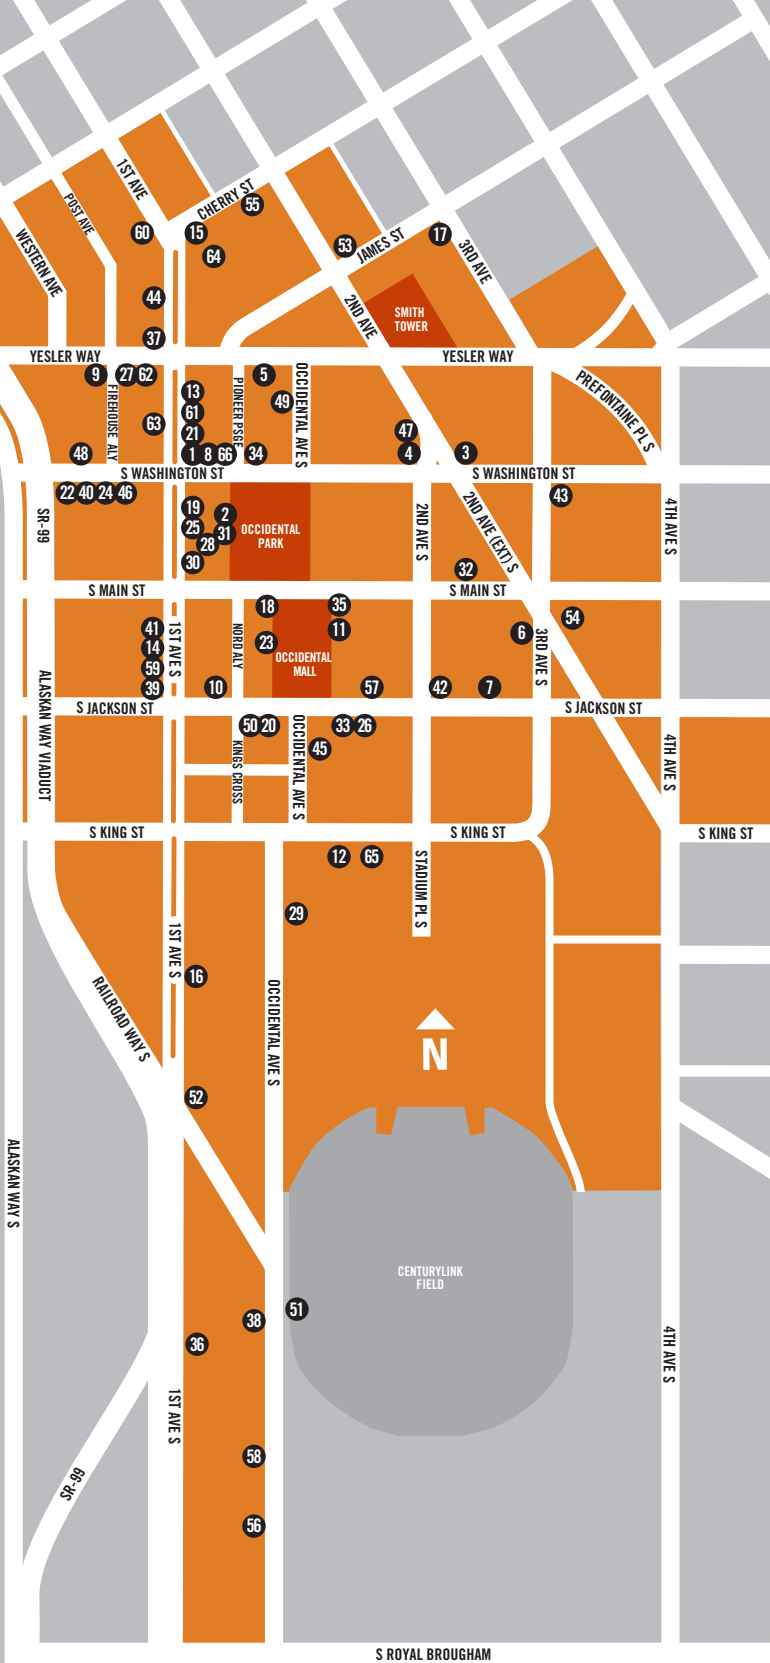 1ST AVE
POST AVE
WESTERN AVE
CHERRY ST
55
60
15
64
53
JAMES ST
17
3RD AVE
44
37
2ND AVE
SMITH
TOWER
YESLER WAY
YESLER WAY
9
27
62
5
13
61
21
63
49
FIREHOUSE ALY
PIONEER PSGE
OCCIDENTAL AVE S
PREFONTAINE PL S
47
4
3
48
1
8
66
34
S WASHINGTON ST
S WASHINGTON ST
22
40
24
46
19
25
2
31
28
30
OCCIDENTAL
PARK
SR-99
2ND AVE S
2ND AVE (EXT) S
43
4TH AVE S
32
S MAIN ST
S MAIN ST
41
14
59
39
1ST AVE S
NORD ALY
18
23
35
11
OCCIDENTAL
MALL
6
54
3RD AVE S
10
57
42
7
S JACKSON ST
S JACKSON ST
ALASKAN WAY VIADUCT
50
20
KINGS CROSS
OCCIDENTAL AVE S
33
26
45
4TH AVE S
S KING ST
S KING ST
S KING ST
12
65
STADIUM PL S
29
1ST AVE S
16
RAILROAD WAY S
OCCIDENTAL AVE S
N
52
ALASKAN WAY S
CENTURYLINK
FIELD
51
38
36
4TH AVE S
1ST AVE S
58
SR-99
56
S ROYAL BROUGHAM